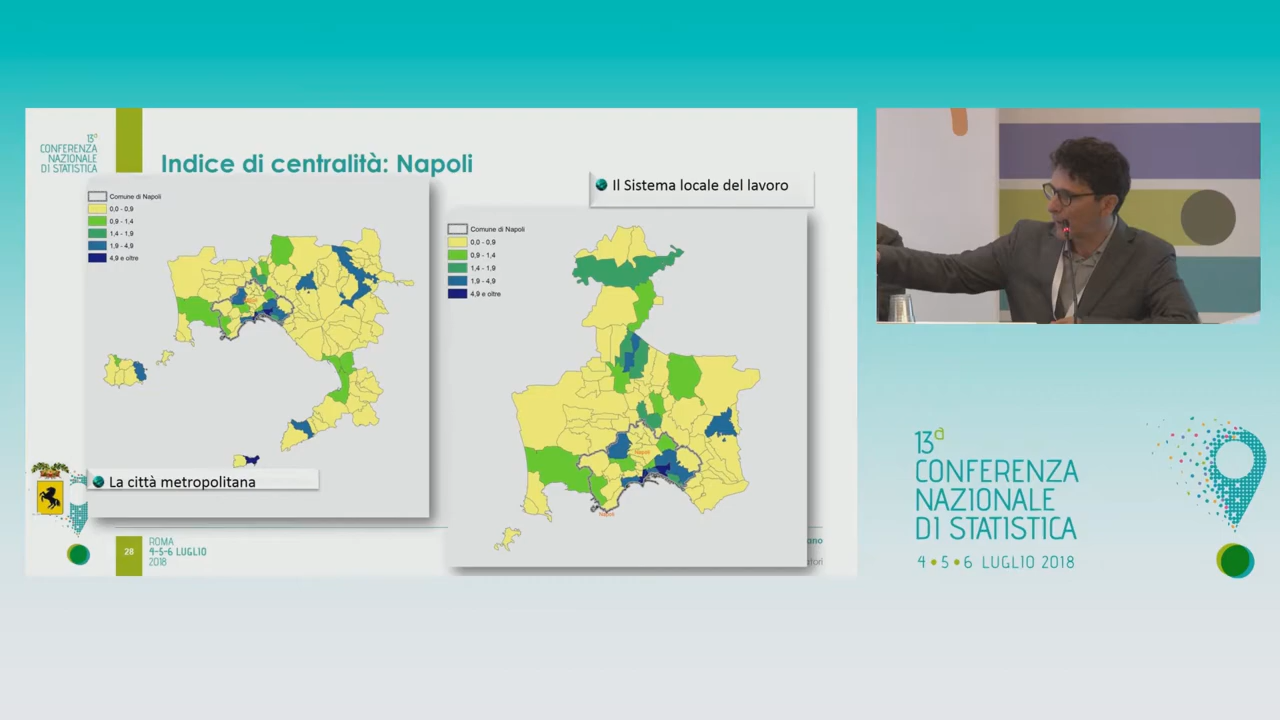 13ª
CONFERENZA
NAZIONALE
DI STATISTICA
Indice di centralità: Napoli
Il Sistema locale del lavoro
Comune di Napoli
0,0 - 0,9
0,9 - 1,4
1,4 - 1,9
1,9 - 4,9
4,9 e oltre
Comune di Napoli
0,0 - 0,9
0,9 - 1,4
1,4 - 1,9
1,9 - 4,9
4,9 e oltre
Napoli
Napoli
La città metropolitana
28
ROMA
4-5-6 LUGLIO
2018
13ª
CONFERENZA
NAZIONALE
DI STATISTICA
4 • 5 • 6 LUGLIO 2018